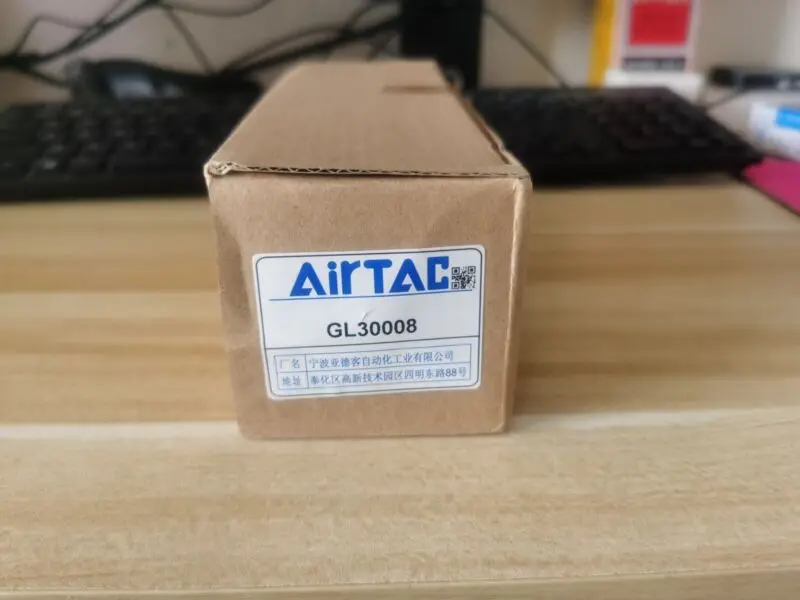 AirTAC
GL30008
厂名 宁波亚德客自动化工业有限公司
地址 奉化区高新技术园区四明东路88号